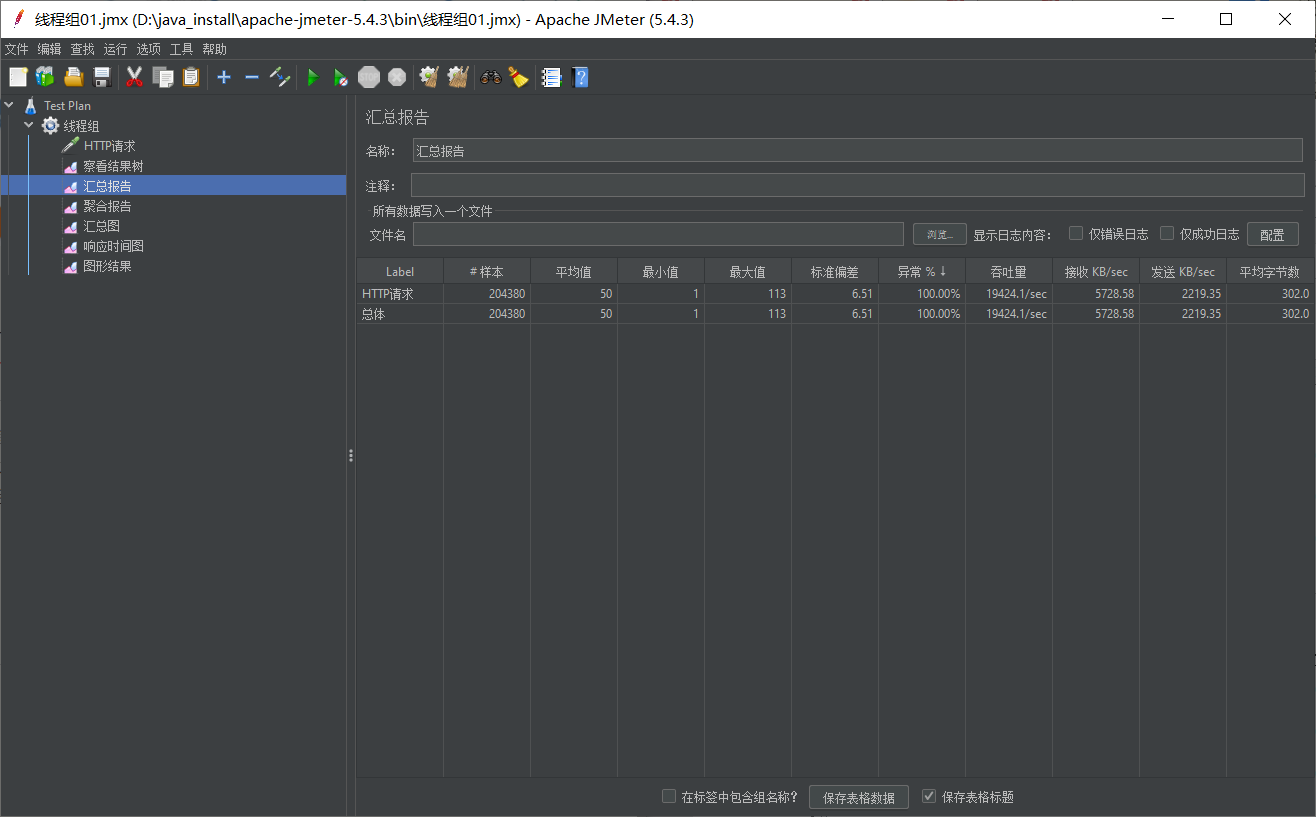 线程组01.jmx (D:\java_install\apache-jmeter-5.4.3\bin\线程组01.jmx) - Apache JMeter (5.4.3)
文件 编辑 查找 运行 选项 工具 帮助
STOP
Test Plan
线程组
HTTP请求
察看结果树
汇总报告
聚合报告
汇总图
响应时间图
图形结果
汇总报告
名称： 汇总报告
注释：
所有数据写入一个文件
文件名 浏览... 显示日志内容： 仅错误日志 仅成功日志 配置
Label # 样本 平均值 最小值 最大值 标准偏差 异常 % ↓ 吞吐量 接收 KB/sec 发送 KB/sec 平均字节数
HTTP请求 204380 50 1 113 6.51 100.00% 19424.1/sec 5728.58 2219.35 302.0
总体 204380 50 1 113 6.51 100.00% 19424.1/sec 5728.58 2219.35 302.0
在标签中包含组名称？ 保存表格数据 保存表格标题